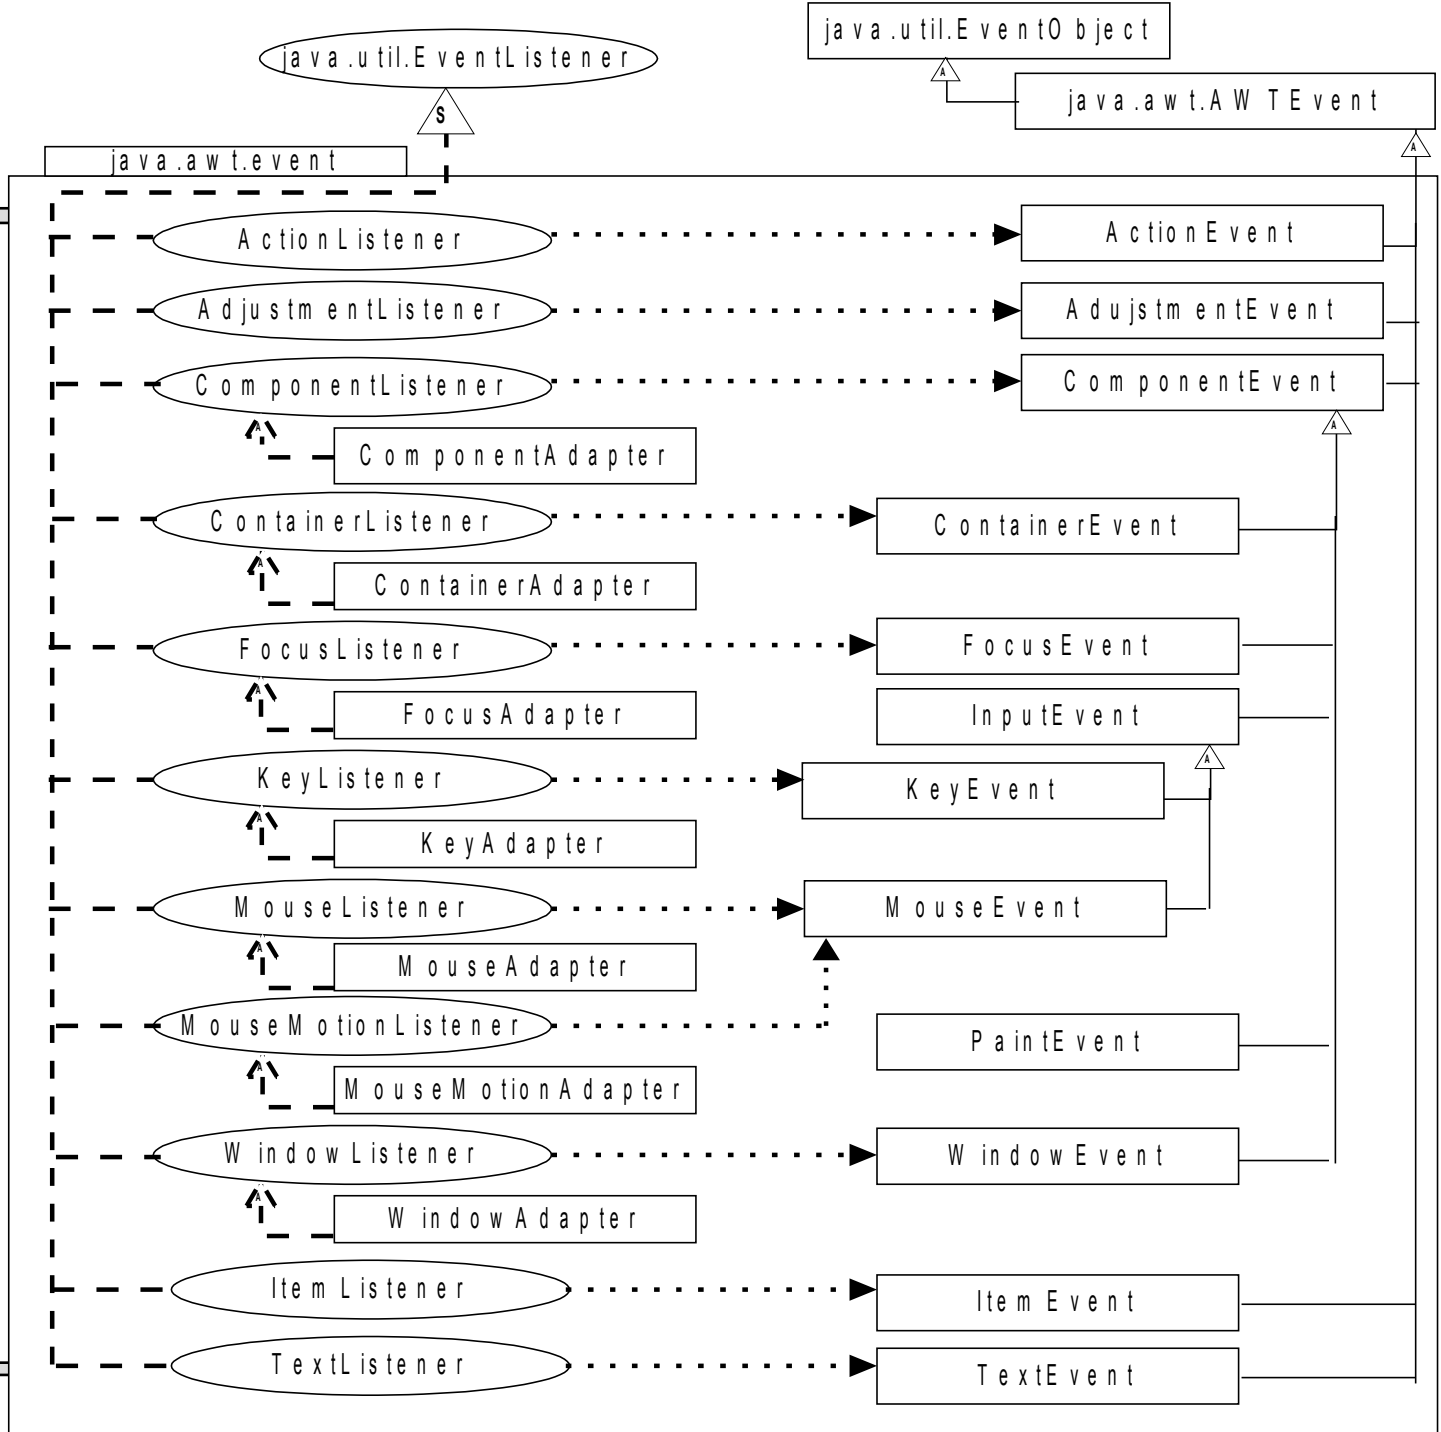 java.util.EventObject
java.util.EventListener
S
A
java.awt.AWTEvent
A
java.awt.event
ActionListener
ActionEvent
AdjustmentListener
AdujstmentEvent
ComponentListener
ComponentEvent
A
A
ComponentAdapter
ContainerListener
ContainerEvent
A
ContainerAdapter
FocusListener
FocusEvent
A
FocusAdapter
InputEvent
A
KeyListener
KeyEvent
A
KeyAdapter
MouseListener
MouseEvent
A
MouseAdapter
MouseMotionListener
PaintEvent
A
MouseMotionAdapter
WindowListener
WindowEvent
A
WindowAdapter
ItemListener
ItemEvent
TextListener
TextEvent